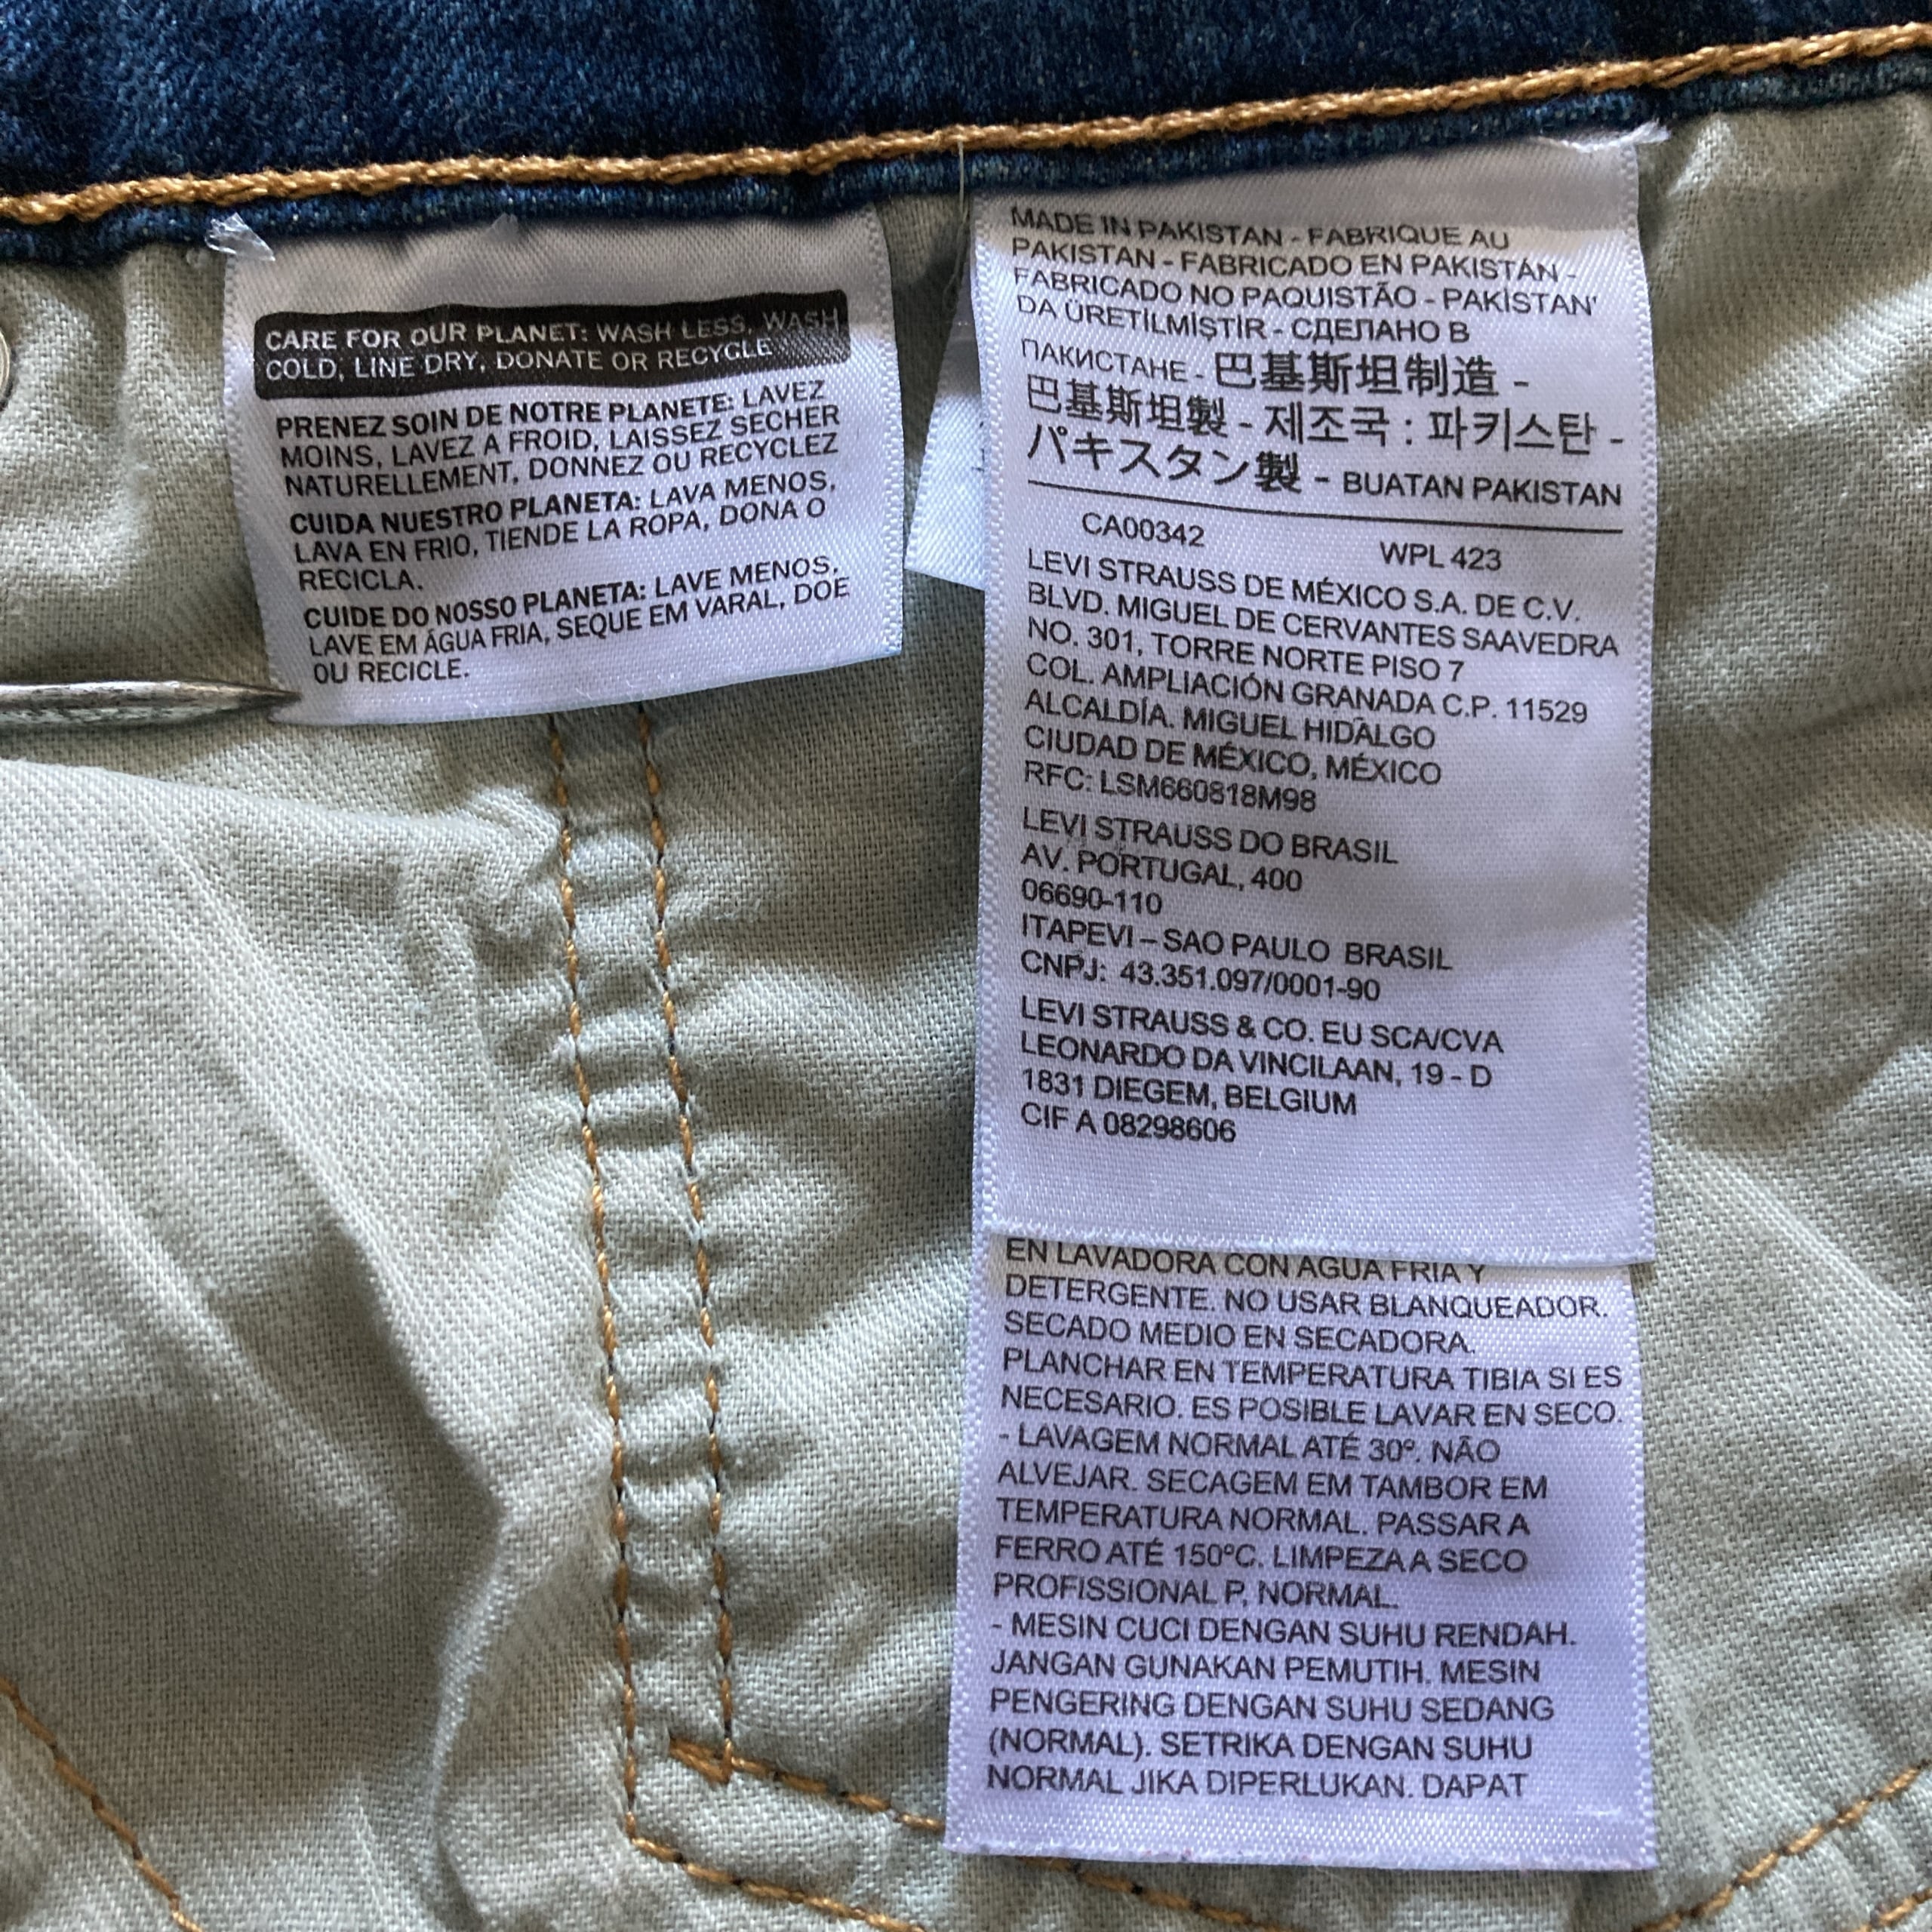 CARE FOR OUR PLANET: WASH LESS, WASH
COLD, LINE DRY, DONATE OR RECYCLE
PRENEZ SOIN DE NOTRE PLANETE: LAVEZ
MOINS, LAVEZ A FROID, LAISSEZ SECHER
NATURELLEMENT, DONNEZ OU RECYCLEZ
CUIDA NUESTRO PLANETA: LAVA MENOS,
LAVA EN FRIO, TIENDE LA ROPA, DONA O
RECICLA.
CUIDE DO NOSSO PLANETA: LAVE MENOS,
LAVE EM ÁGUA FRIA, SEQUE EM VARAL, DOE
OU RECICLE.
MADE IN PAKISTAN - FABRIQUE AU
PAKISTAN - FABRICADO EN PAKISTÁN -
FABRICADO NO PAQUISTÃO - PAKİSTAN'
DA ÜRETİLMİŞTİR - СДЕЛАНО В
ПАКИСТАНЕ - 巴基斯坦制造 -
巴基斯坦製 - 제조국 : 파키스탄 -
パキスタン製 - BUATAN PAKISTAN
CA00342 WPL 423
LEVI STRAUSS DE MÉXICO S.A. DE C.V.
BLVD. MIGUEL DE CERVANTES SAAVEDRA
NO. 301, TORRE NORTE PISO 7
COL. AMPLIACIÓN GRANADA C.P. 11529
ALCALDÍA. MIGUEL HIDALGO
CIUDAD DE MÉXICO, MÉXICO
RFC: LSM660818M98
LEVI STRAUSS DO BRASIL
AV. PORTUGAL, 400
06690-110
ITAPEVI – SAO PAULO BRASIL
CNPJ: 43.351.097/0001-90
LEVI STRAUSS & CO. EU SCA/CVA
LEONARDO DA VINCILAAN, 19 - D
1831 DIEGEM, BELGIUM
CIF A 08298606
EN LAVADORA CON AGUA FRIA Y
DETERGENTE. NO USAR BLANQUEADOR.
SECADO MEDIO EN SECADORA.
PLANCHAR EN TEMPERATURA TIBIA SI ES
NECESARIO. ES POSIBLE LAVAR EN SECO.
- LAVAGEM NORMAL ATÉ 30º. NÃO
ALVEJAR. SECAGEM EM TAMBOR EM
TEMPERATURA NORMAL. PASSAR A
FERRO ATÉ 150ºC. LIMPEZA A SECO
PROFISSIONAL P, NORMAL.
- MESIN CUCI DENGAN SUHU RENDAH.
JANGAN GUNAKAN PEMUTIH. MESIN
PENGERING DENGAN SUHU SEDANG
(NORMAL). SETRIKA DENGAN SUHU
NORMAL JIKA DIPERLUKAN. DAPAT